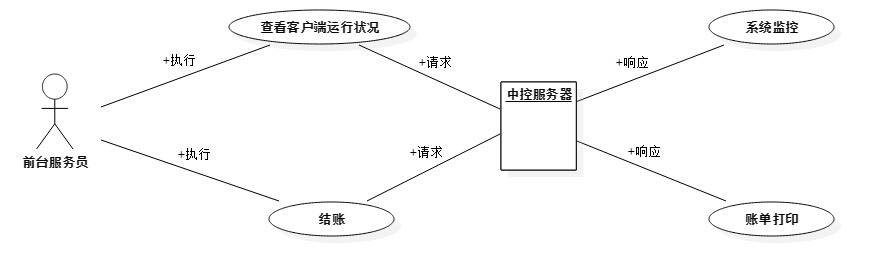 查看客户端运行状况
系统监控
+执行
+请求
+响应
中控服务器
前台服务员
+执行
+请求
+响应
结账
账单打印